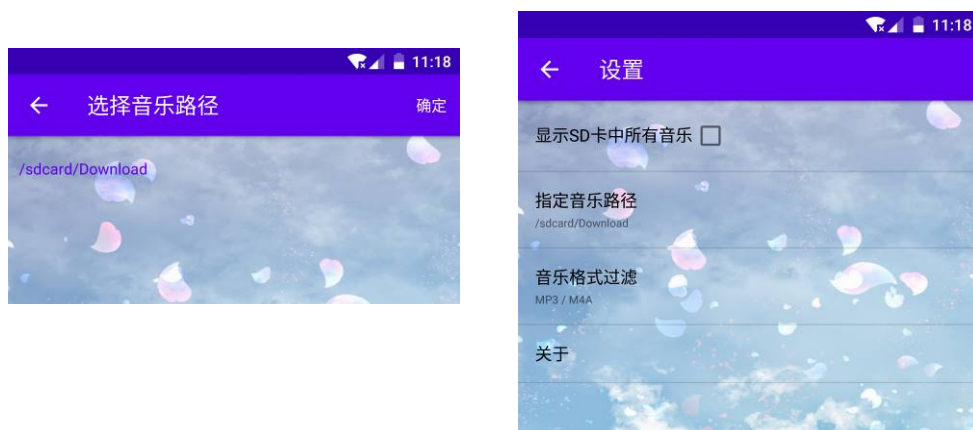 11:18
选择音乐路径
确定
/sdcard/Download
11:18
设置
显示SD卡中所有音乐
指定音乐路径
/sdcard/Download
音乐格式过滤
MP3 / M4A
关于